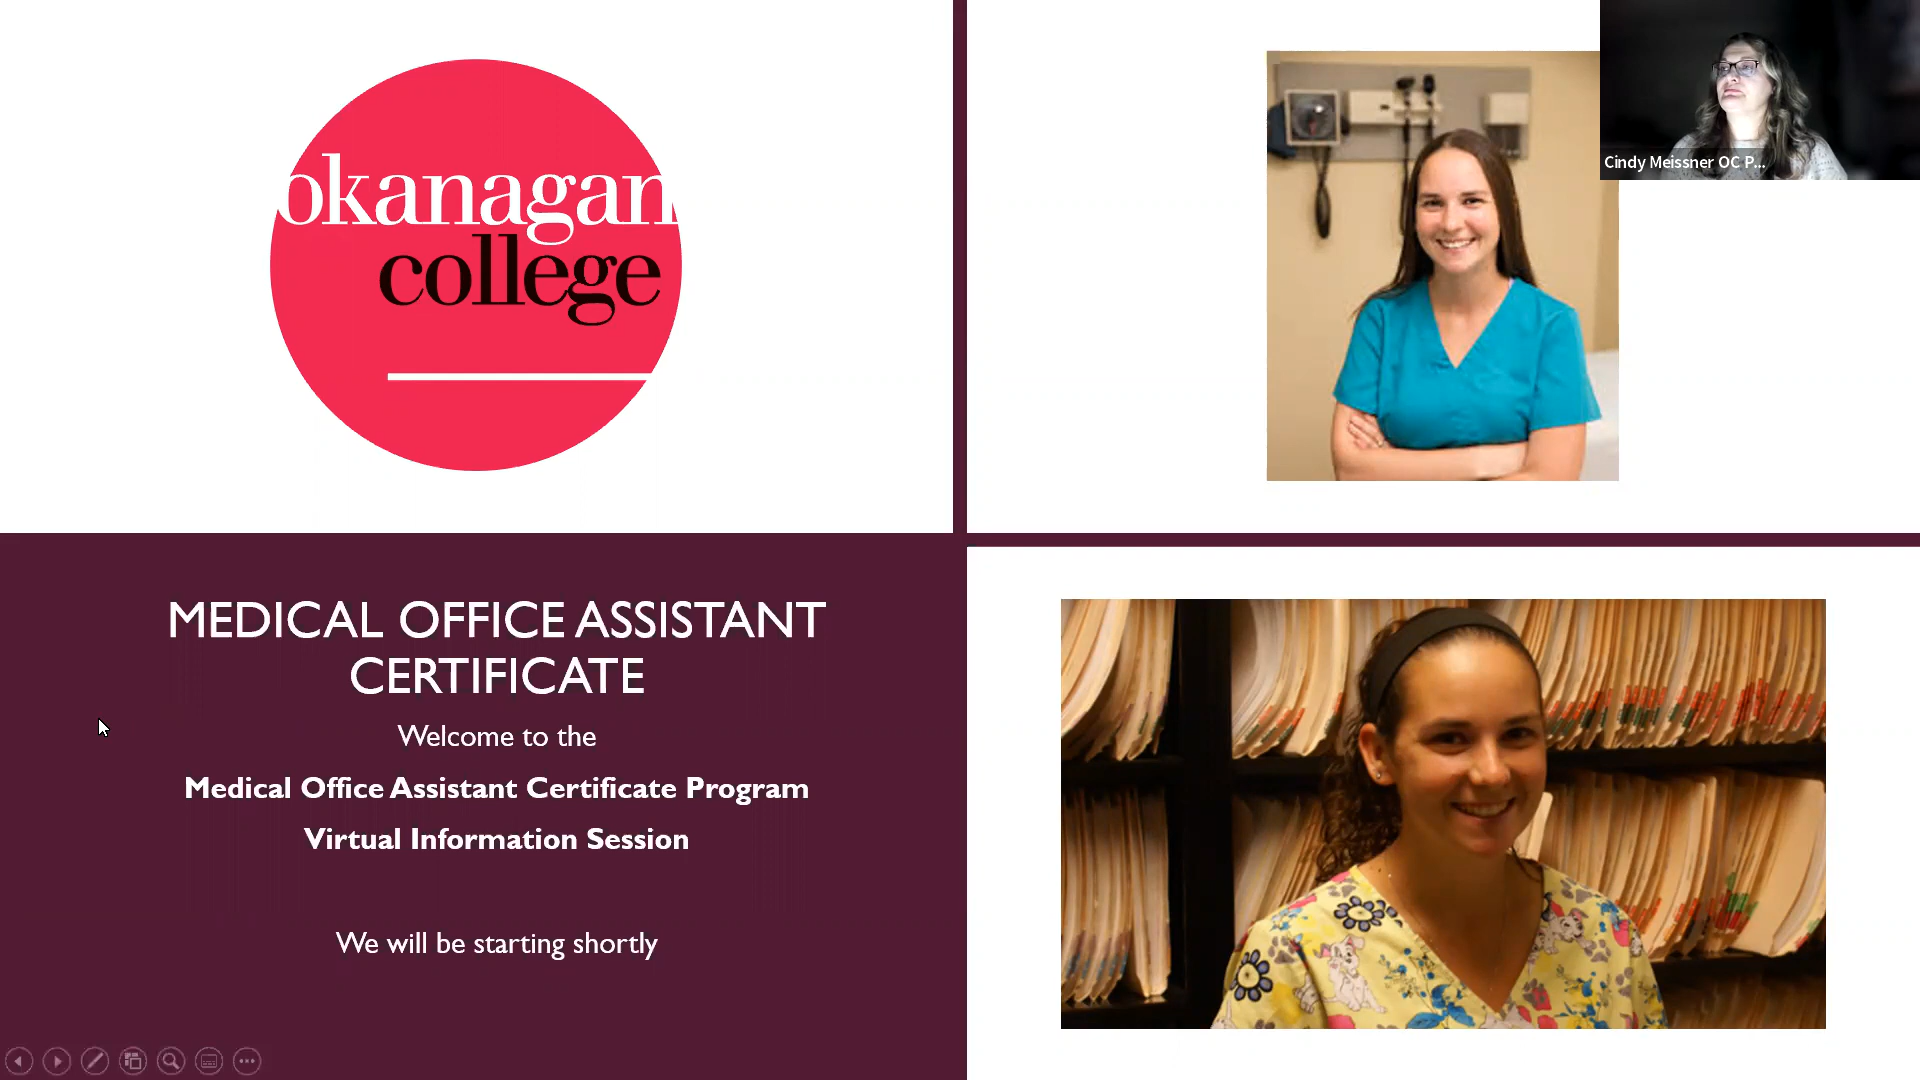 okanagan
college
Cindy Meissner OC P...
MEDICAL OFFICE ASSISTANT
CERTIFICATE
Welcome to the
Medical Office Assistant Certificate Program
Virtual Information Session
We will be starting shortly